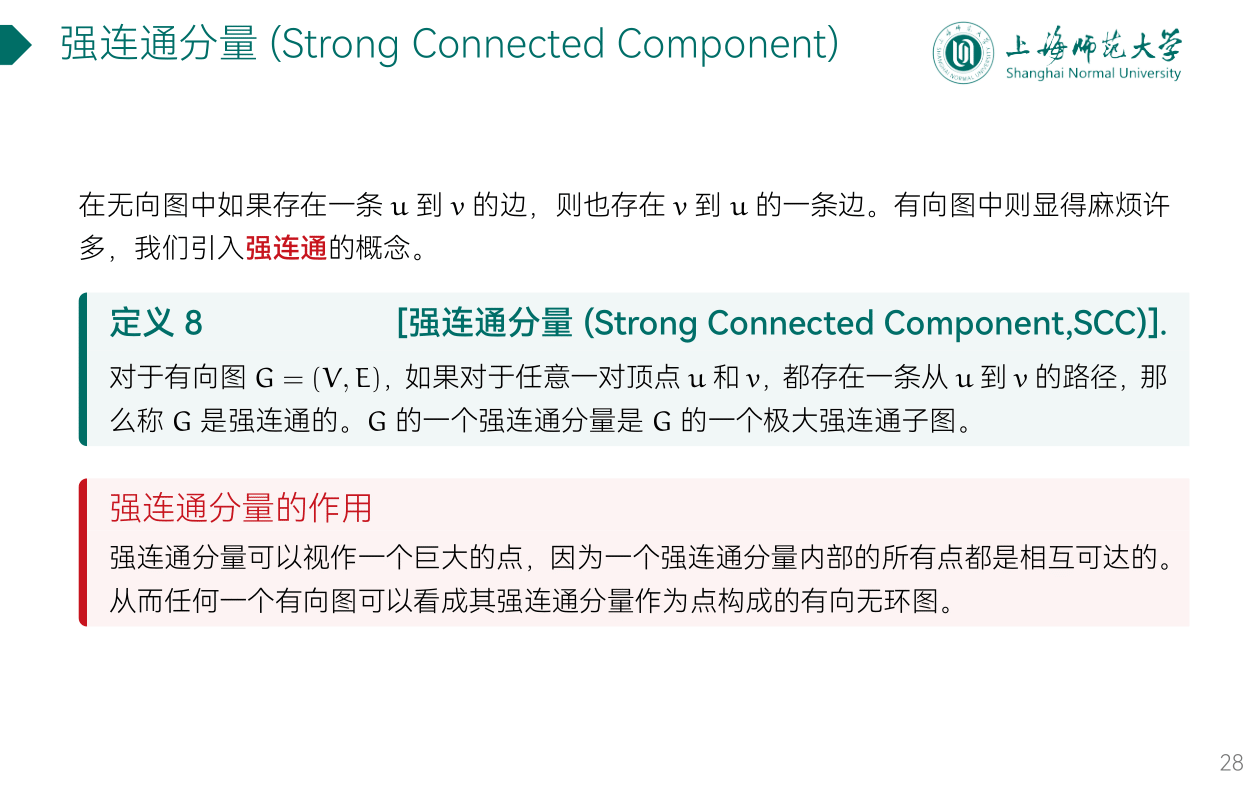 强连通分量 (Strong Connected Component)
上海师范大学
Shanghai Normal University
在无向图中如果存在一条 u 到 v 的边，则也存在 v 到 u 的一条边。有向图中则显得麻烦许
多，我们引入强连通的概念。
定义 8 [强连通分量 (Strong Connected Component,SCC)].
对于有向图 G = (V, E)，如果对于任意一对顶点 u 和 v，都存在一条从 u 到 v 的路径，那
么称 G 是强连通的。G 的一个强连通分量是 G 的一个极大强连通子图。
强连通分量的作用
强连通分量可以视作一个巨大的点，因为一个强连通分量内部的所有点都是相互可达的。
从而任何一个有向图可以看成其强连通分量作为点构成的有向无环图。
28